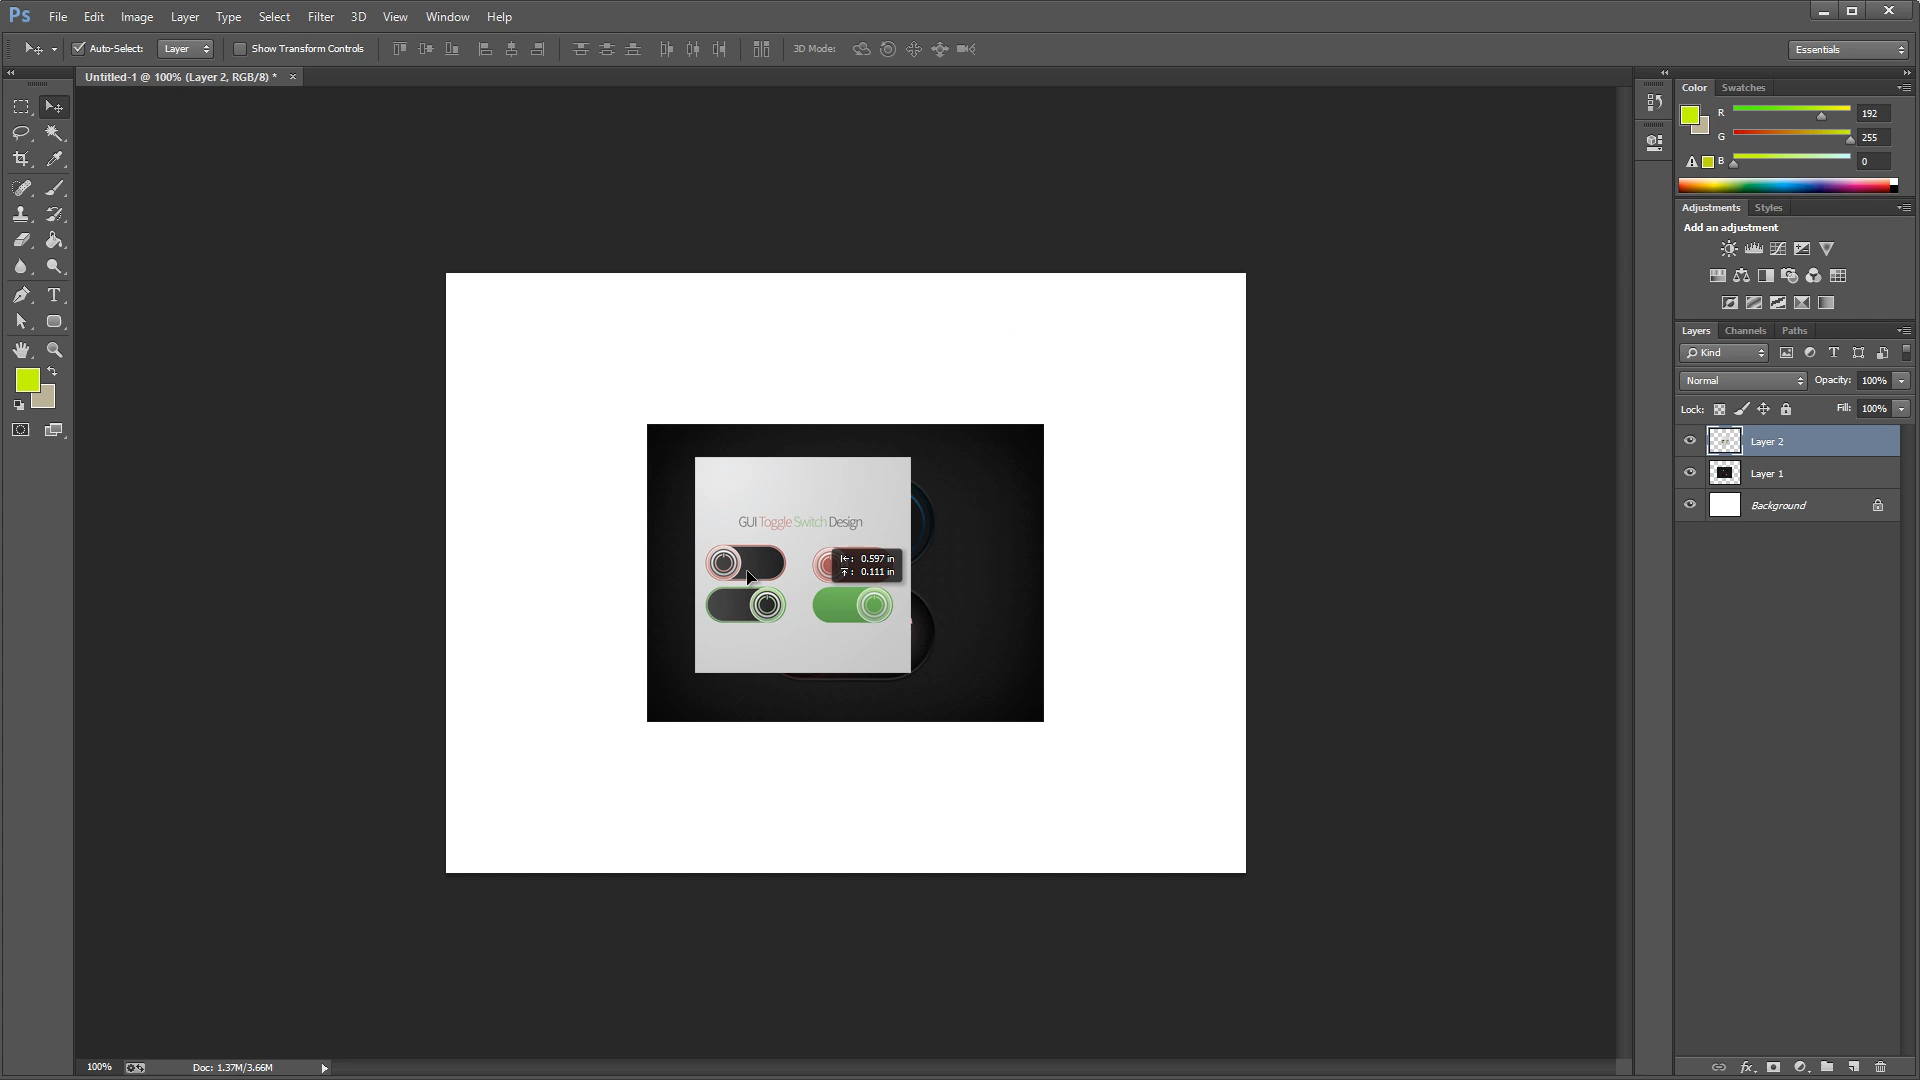 Ps File Edit Image Layer Type Select Filter 3D View Window Help
Auto-Select: Layer Show Transform Controls 3D Mode: Essentials
Untitled-1 @ 100% (Layer 2, RGB/8) * ×
Color Swatches
R 192
G 255
B 0
Adjustments Styles
Add an adjustment
Layers Channels Paths
Kind
Normal Opacity: 100%
Lock: Fill: 100%
Layer 2
Layer 1
Background
GUI Toggle Switch Design
0.597 in
0.111 in
100% Doc: 1.37M/3.66M